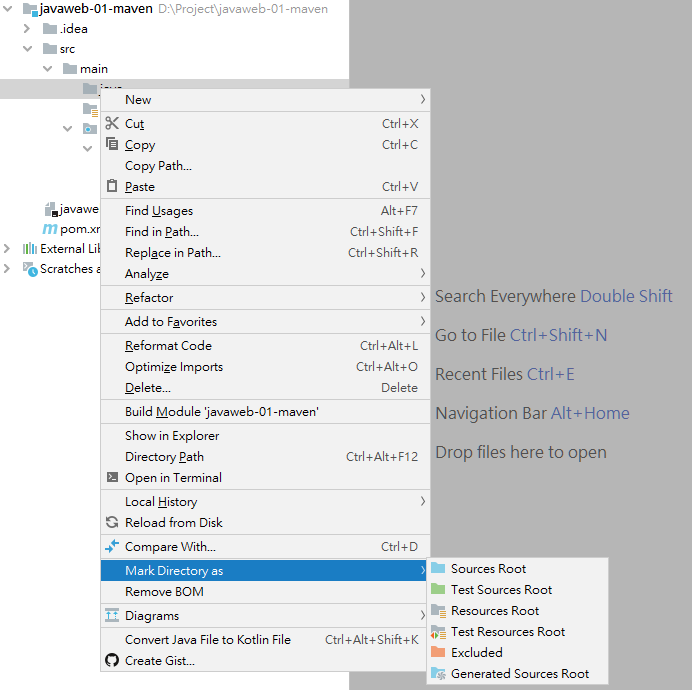 javaweb-01-maven D:\Project\javaweb-01-maven
.idea
src
main
java
New
Cut Ctrl+X
Copy Ctrl+C
Copy Path...
Paste Ctrl+V
javawe
Find Usages Alt+F7
pom.xm
Find in Path... Ctrl+Shift+F
External Lib
Replace in Path... Ctrl+Shift+R
Scratches a
Analyze
Refactor
Search Everywhere Double Shift
Add to Favorites
Go to File Ctrl+Shift+N
Reformat Code Ctrl+Alt+L
Optimize Imports Ctrl+Alt+O
Recent Files Ctrl+E
Delete... Delete
Build Module 'javaweb-01-maven'
Navigation Bar Alt+Home
Show in Explorer
Directory Path Ctrl+Alt+F12
Drop files here to open
Open in Terminal
Local History
Reload from Disk
Compare With... Ctrl+D
Mark Directory as
Sources Root
Remove BOM
Test Sources Root
Diagrams
Resources Root
Convert Java File to Kotlin File Ctrl+Alt+Shift+K
Test Resources Root
Create Gist...
Excluded
Generated Sources Root